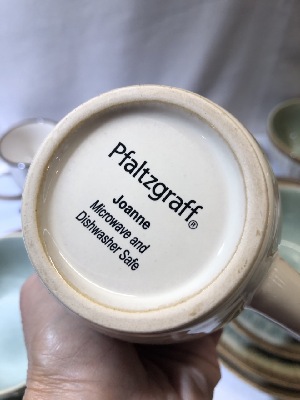 Pfaltzgraff®
Joanne
Microwave and
Dishwasher Safe